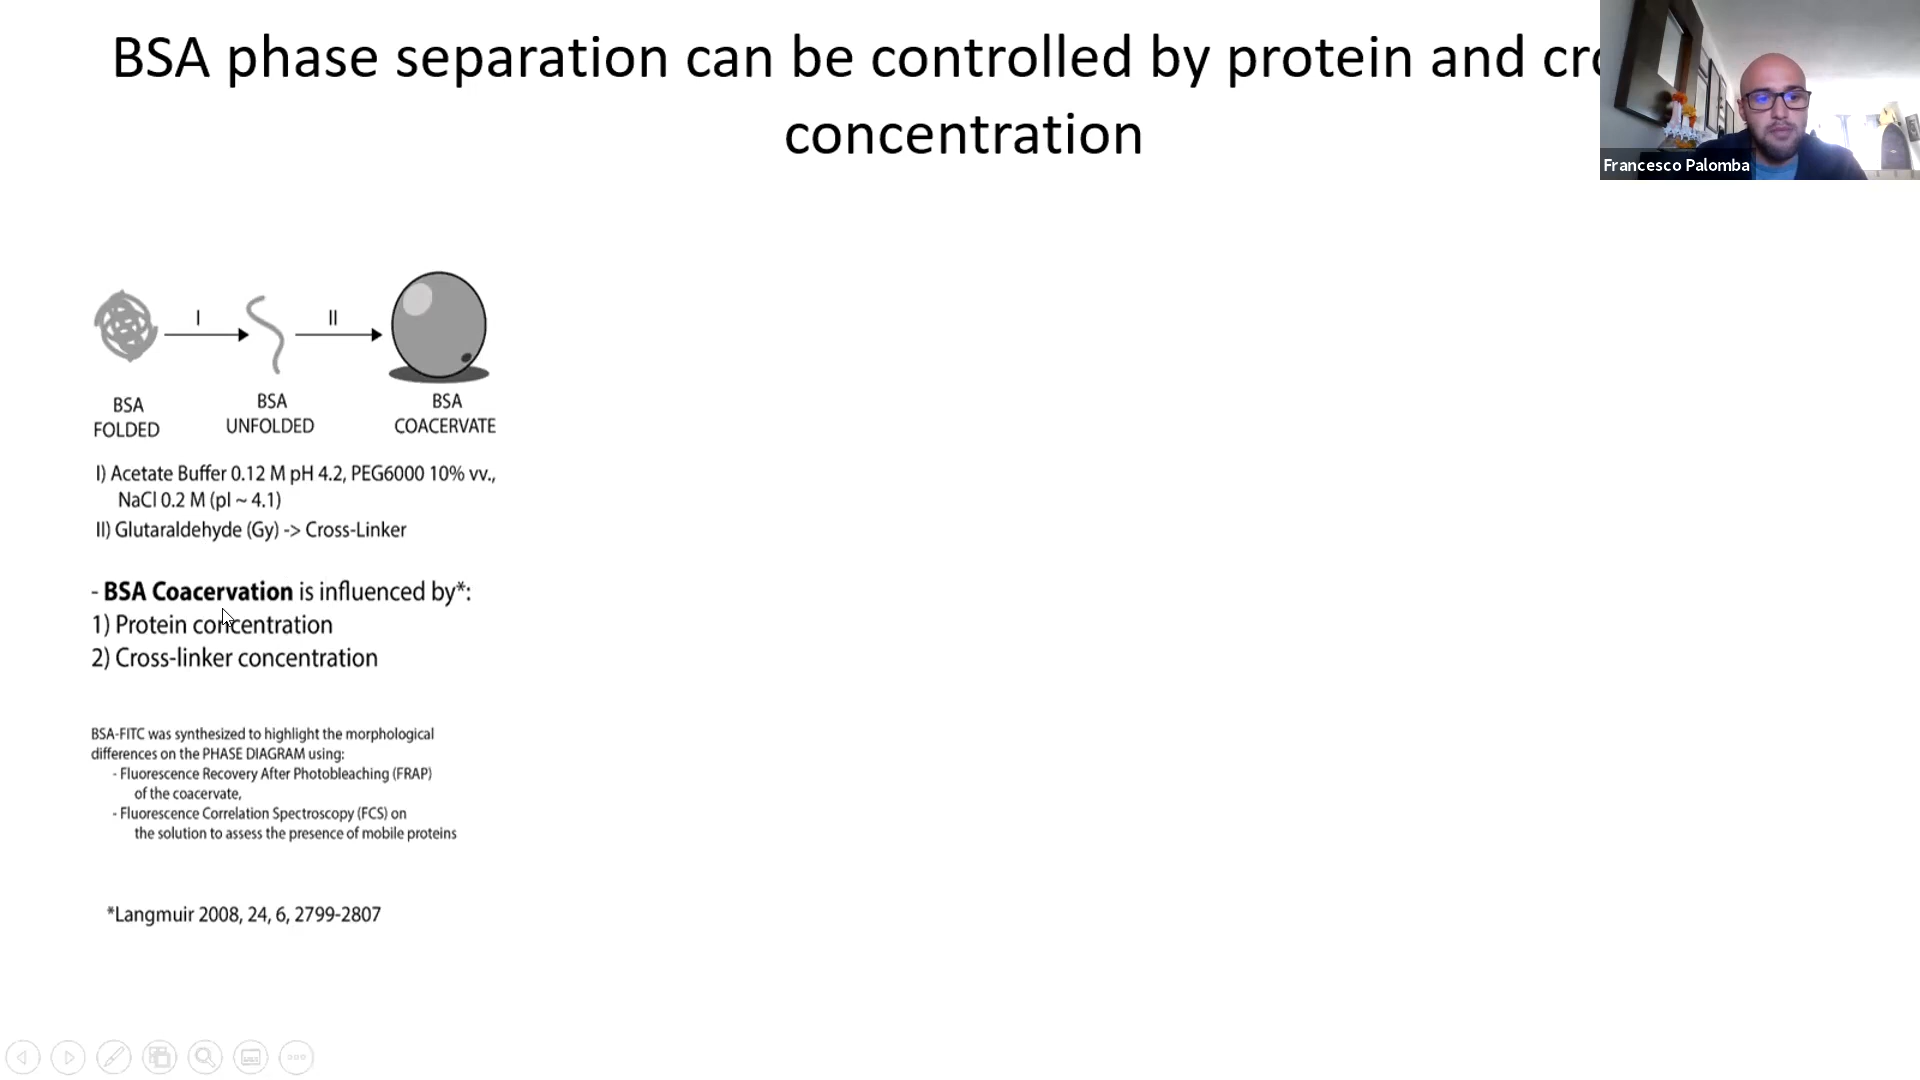 BSA phase separation can be controlled by protein and
concentration
Francesco Palomba
I
II
BSA
FOLDED
BSA
UNFOLDED
BSA
COACERVATE
I) Acetate Buffer 0.12 M pH 4.2, PEG6000 10% vv.,
NaCl 0.2 M (pI ~ 4.1)
II) Glutaraldehyde (Gy) -> Cross-Linker
- BSA Coacervation is influenced by*:
1) Protein concentration
2) Cross-linker concentration
BSA-FITC was synthesized to highlight the morphological
differences on the PHASE DIAGRAM using:
- Fluorescence Recovery After Photobleaching (FRAP)
of the coacervate,
- Fluorescence Correlation Spectroscopy (FCS) on
the solution to assess the presence of mobile proteins
*Langmuir 2008, 24, 6, 2799-2807